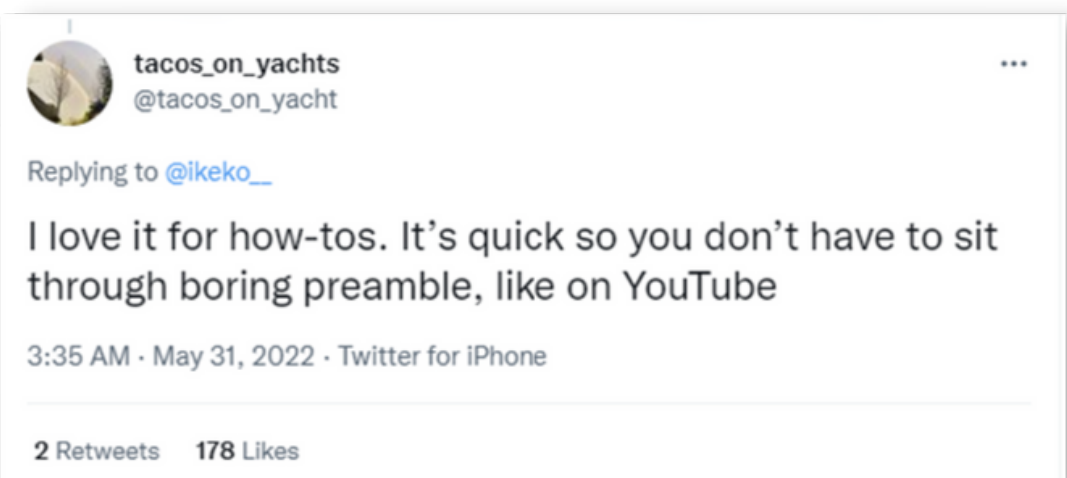 tacos_on_yachts
@tacos_on_yacht
Replying to @ikeko__
I love it for how-tos. It’s quick so you don’t have to sit
through boring preamble, like on YouTube
3:35 AM · May 31, 2022 · Twitter for iPhone
2 Retweets 178 Likes